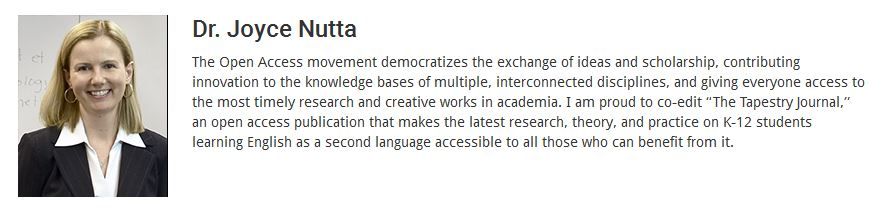 Dr. Joyce Nutta
The Open Access movement democratizes the exchange of ideas and scholarship, contributing
innovation to the knowledge bases of multiple, interconnected disciplines, and giving everyone access to
the most timely research and creative works in academia. I am proud to co-edit “The Tapestry Journal,”
an open access publication that makes the latest research, theory, and practice on K-12 students
learning English as a second language accessible to all those who can benefit from it.